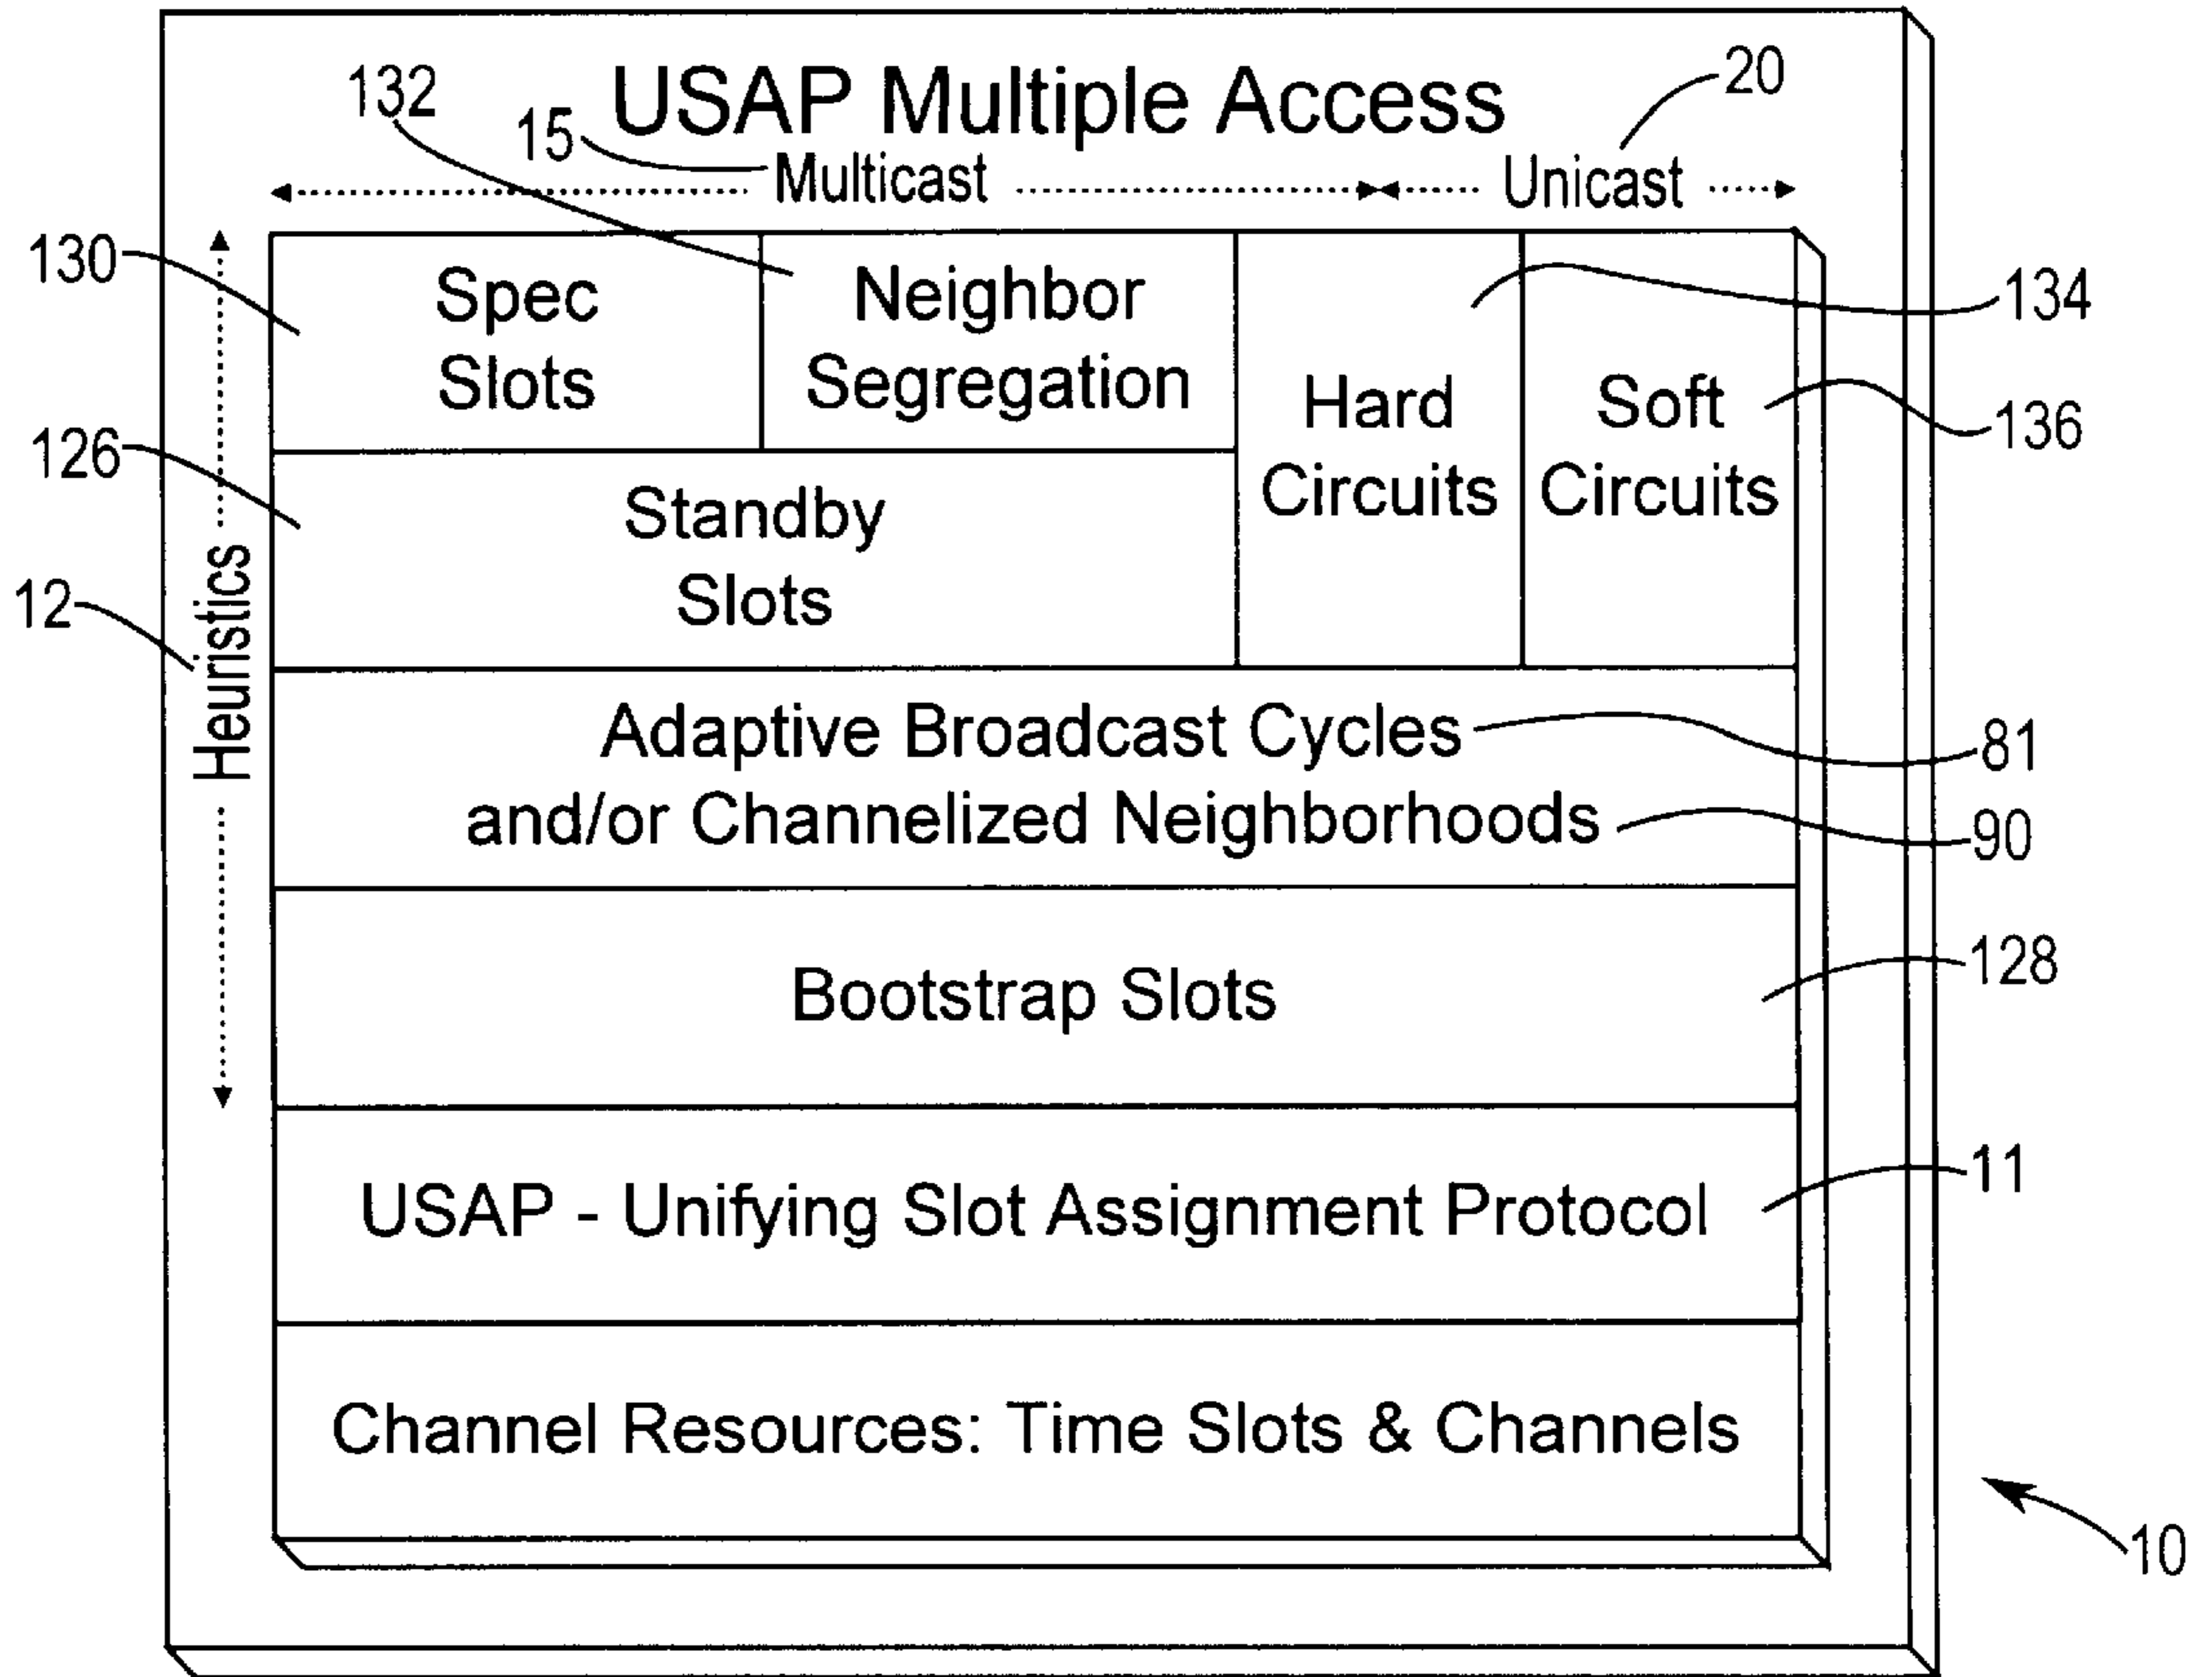 USAP Multiple Access
132
15
20
Multicast
Unicast
130
Spec
Slots
Neighbor
Segregation
134
Hard
Circuits
Soft
Circuits
136
126
Standby
Slots
12
Heuristics
Adaptive Broadcast Cycles
81
and/or Channelized Neighborhoods
90
Bootstrap Slots
128
USAP - Unifying Slot Assignment Protocol
11
Channel Resources: Time Slots & Channels
10